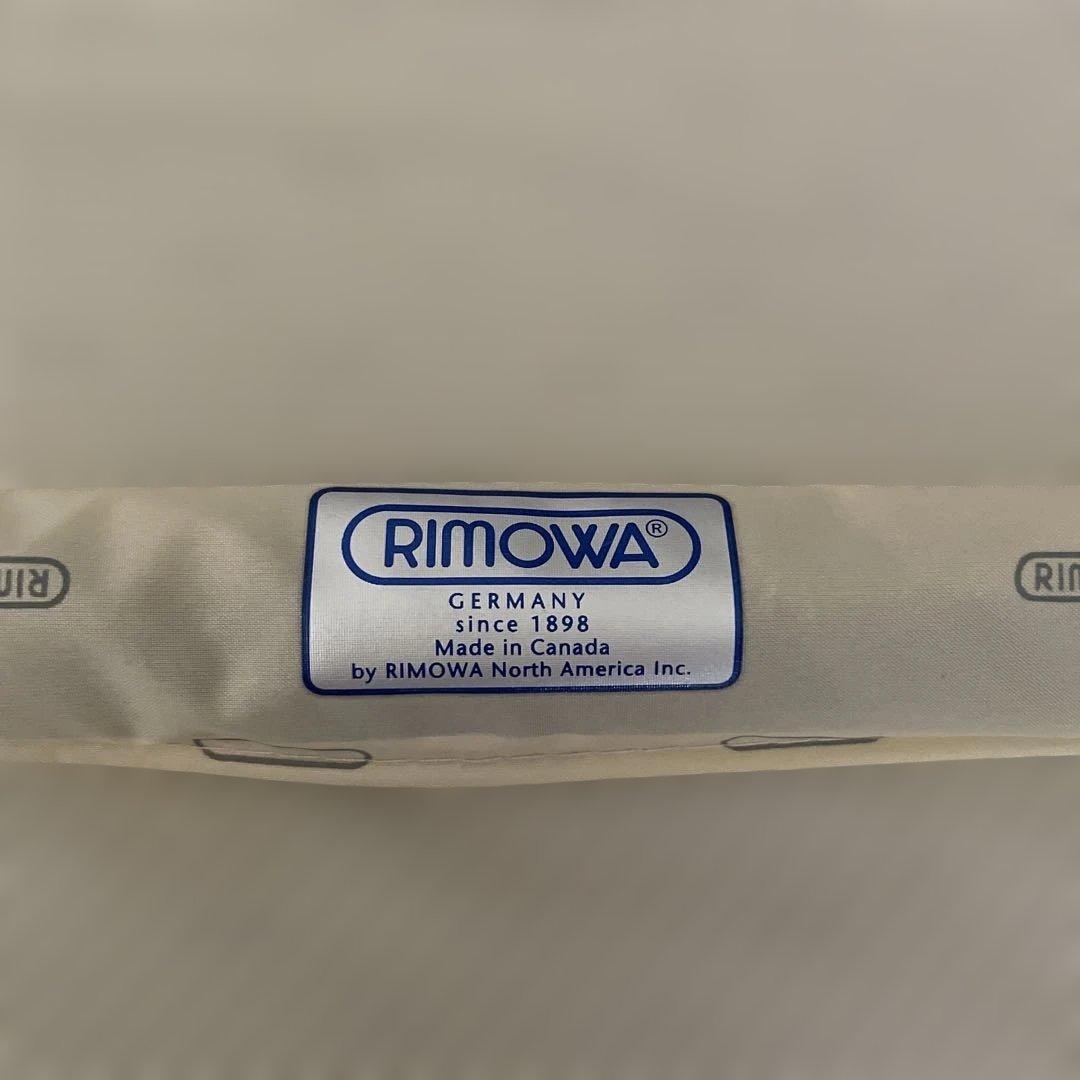 RIMOWA®
GERMANY
since 1898
Made in Canada
by RIMOWA North America Inc.